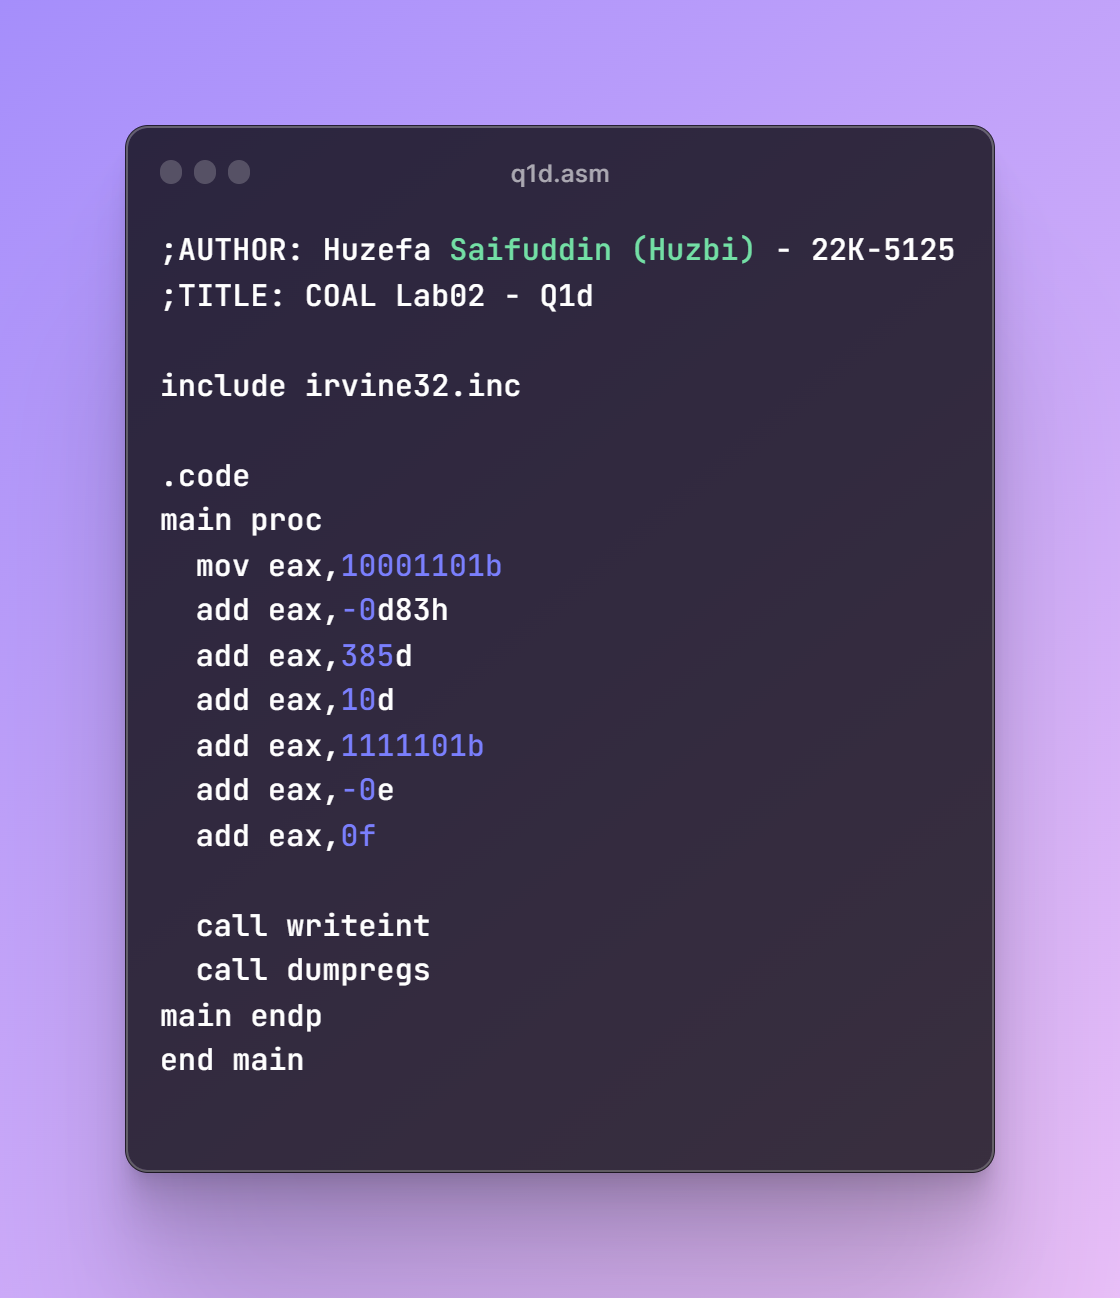 q1d.asm
;AUTHOR: Huzefa Saifuddin (Huzbi) - 22K-5125
;TITLE: COAL Lab02 - Q1d
include irvine32.inc
.code
main proc
mov eax,10001101b
add eax,-0d83h
add eax,385d
add eax,10d
add eax,1111101b
add eax,-0e
add eax,0f
call writeint
call dumpregs
main endp
end main